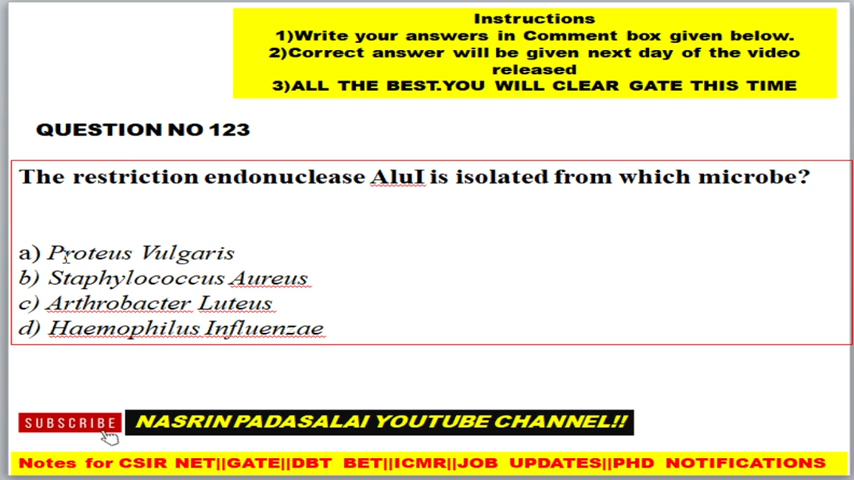 Instructions
1)Write your answers in Comment box given below.
2)Correct answer will be given next day of the video
released
3)ALL THE BEST.YOU WILL CLEAR GATE THIS TIME
QUESTION NO 123
The restriction endonuclease AluI is isolated from which microbe?
a) Proteus Vulgaris
b) Staphylococcus Aureus
c) Arthrobacter Luteus
d) Haemophilus Influenzae
SUBSCRIBE NASRIN PADASALAI YOUTUBE CHANNEL!!
Notes for CSIR NET||GATE||DBT BET||ICMR||JOB UPDATES||PHD NOTIFICATIONS